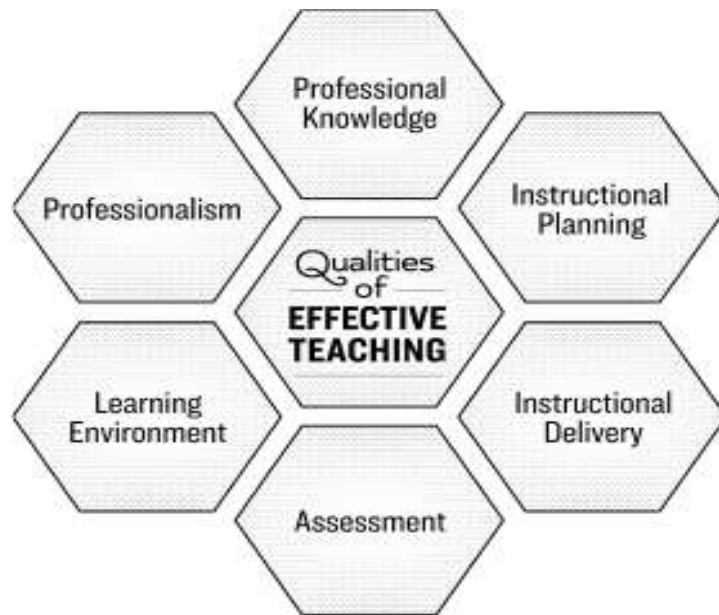 Professional
Knowledge
Instructional
Planning
Instructional
Delivery
Assessment
Learning
Environment
Professionalism
Qualities
of
EFFECTIVE
TEACHING